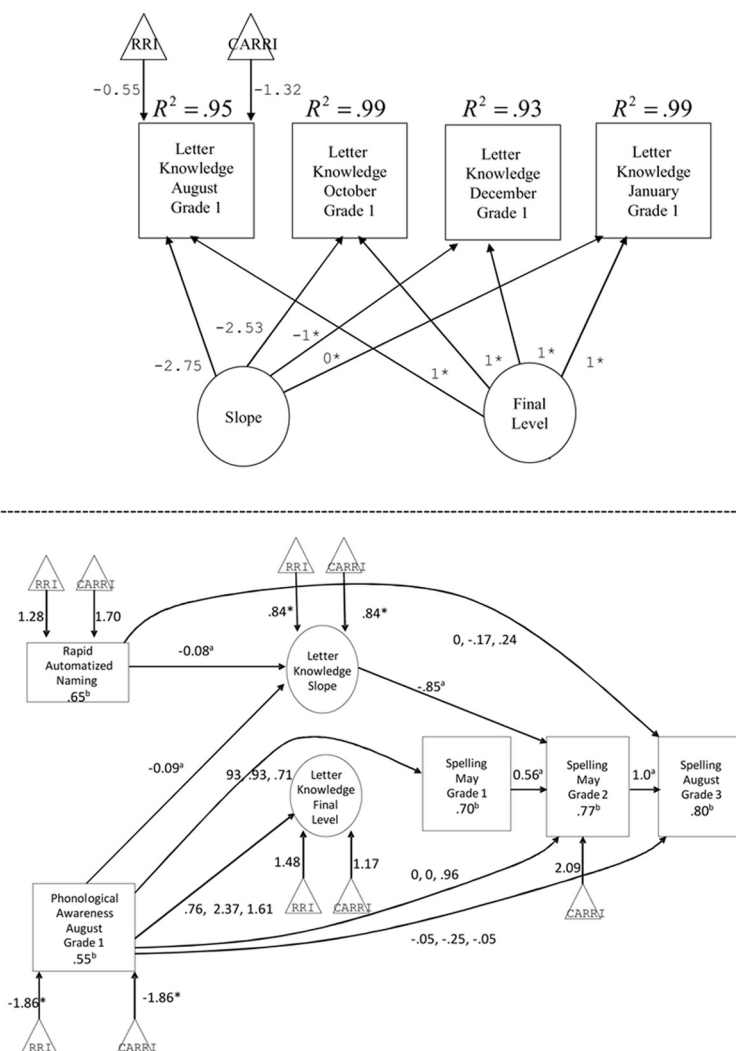 RRI
CARRI
-0.55
-1.32
R² =.95
R² =.99
R² =.93
R² =.99
Letter
Knowledge
August
Grade 1
Letter
Knowledge
October
Grade 1
Letter
Knowledge
December
Grade 1
Letter
Knowledge
January
Grade 1
-2.75
-2.53
-1*
0*
1*
1*
1*
1*
Slope
Final
Level
RRI
CARRI
1.28
1.70
Rapid
Automatized
Naming
.65ᵇ
-0.08ᵃ
RRI
CARRI
.84*
.84*
Letter
Knowledge
Slope
0, -.17, .24
-.85ᵃ
-0.09ᵃ
93, .93, .71
Letter
Knowledge
Final
Level
Spelling
May
Grade 1
.70ᵇ
0.56ᵃ
Spelling
May
Grade 2
.77ᵇ
1.0ᵃ
Spelling
August
Grade 3
.80ᵇ
1.48
1.17
RRI
CARRI
0, 0, .96
2.09
CARRI
.76, 2.37, 1.61
-.05, -.25, -.05
Phonological
Awareness
August
Grade 1
.55ᵇ
-1.86*
-1.86*
RRI
CARRI